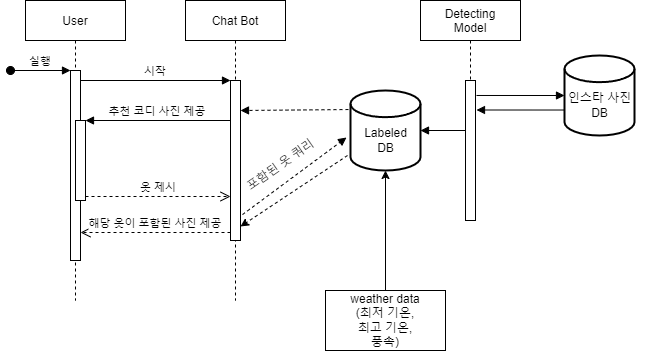 User
Chat Bot
Detecting
Model
실행
시작
인스타 사진
DB
추천 코디 사진 제공
Labeled
DB
포함된 옷 쿼리
옷 제시
해당 옷이 포함된 사진 제공
weather data
(최저 기온,
최고 기온,
풍속)